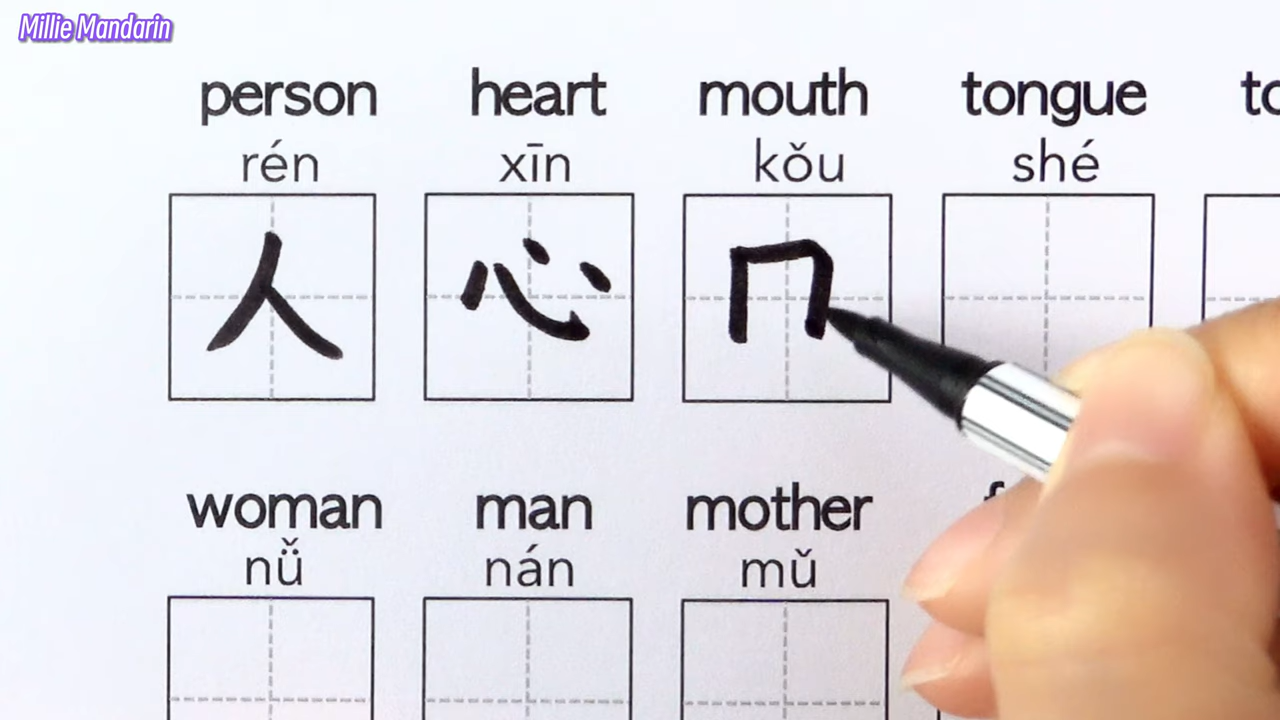 Millie Mandarin
person heart mouth tongue
rén xīn kǒu shé
人 心
woman man mother
nǚ nán mǔ